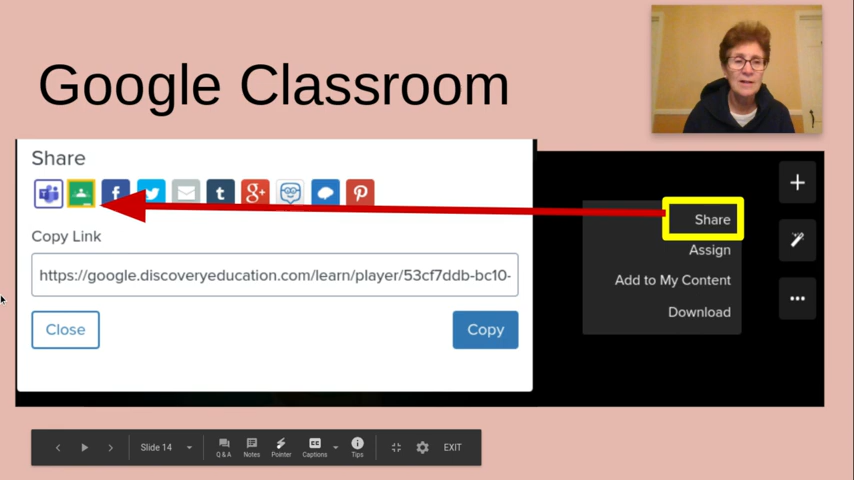 Google Classroom
Share
t
g+
Copy Link
https://google.discoveryeducation.com/learn/player/53cf7ddb-bc10-
Close
Copy
Share
Assign
Add to My Content
Download
Slide 14
Q & A
Notes
Pointer
CC
Captions
Tips
EXIT